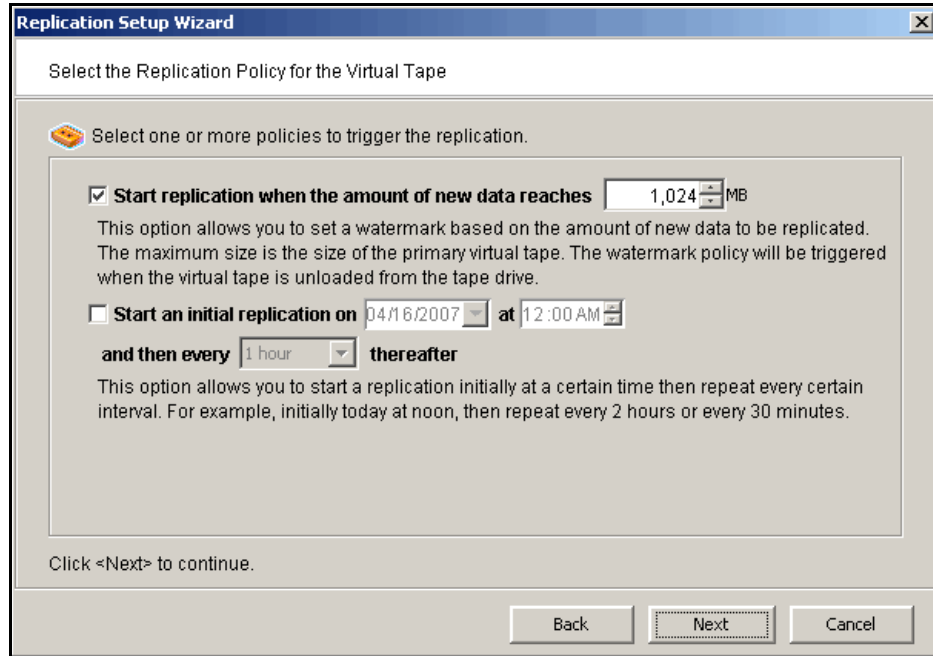 Replication Setup Wizard
Select the Replication Policy for the Virtual Tape
Select one or more policies to trigger the replication.
Start replication when the amount of new data reaches 1,024 MB
This option allows you to set a watermark based on the amount of new data to be replicated.
The maximum size is the size of the primary virtual tape. The watermark policy will be triggered
when the virtual tape is unloaded from the tape drive.
Start an initial replication on 04/16/2007 at 12:00 AM
and then every 1 hour thereafter
This option allows you to start a replication initially at a certain time then repeat every certain
interval. For example, initially today at noon, then repeat every 2 hours or every 30 minutes.
Click <Next> to continue.
Back Next Cancel